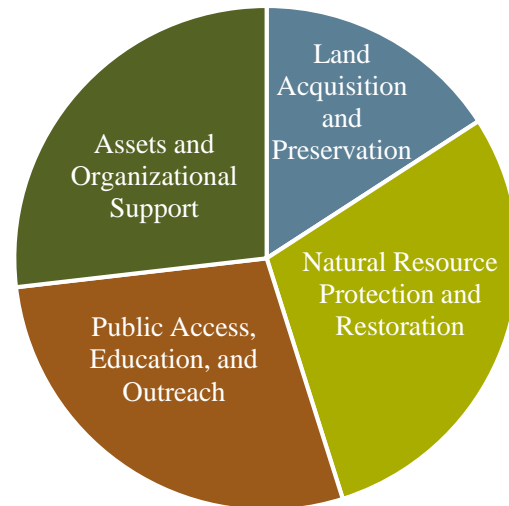 Land
Acquisition
and
Preservation
Assets and
Organizational
Support
Natural Resource
Protection and
Restoration
Public Access,
Education, and
Outreach